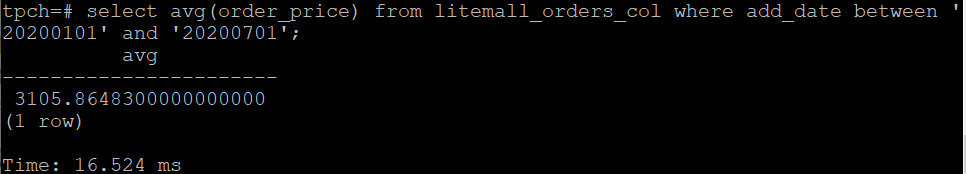 tpch=# select avg(order_price) from litemall_orders_col where add_date between '
20200101' and '20200701';
avg
-----------------------
3105.8648300000000000
(1 row)
Time: 16.524 ms